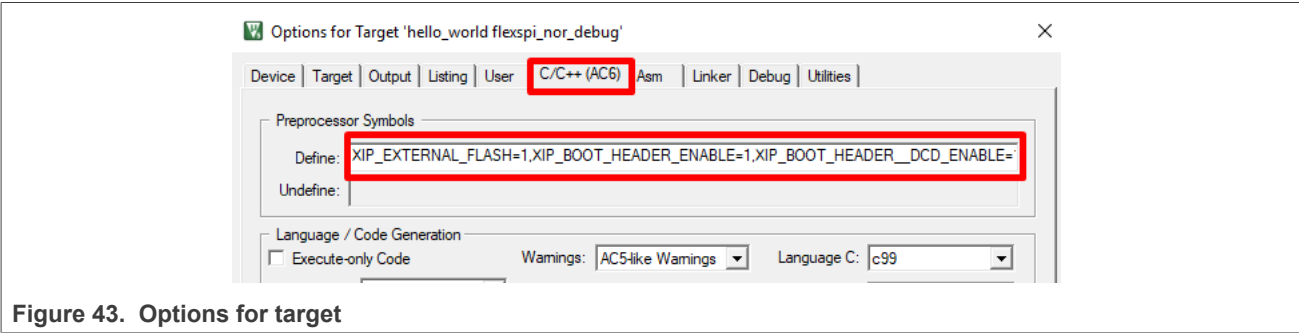 Options for Target 'hello_world flexspi_nor_debug'
Device Target Output Listing User C/C++ (AC6) Asm Linker Debug Utilities
Preprocessor Symbols
Define: XIP_EXTERNAL_FLASH=1,XIP_BOOT_HEADER_ENABLE=1,XIP_BOOT_HEADER__DCD_ENABLE=
Undefine:
Language / Code Generation
Execute-only Code Warnings: AC5-like Warnings Language C: c99
Figure 43. Options for target